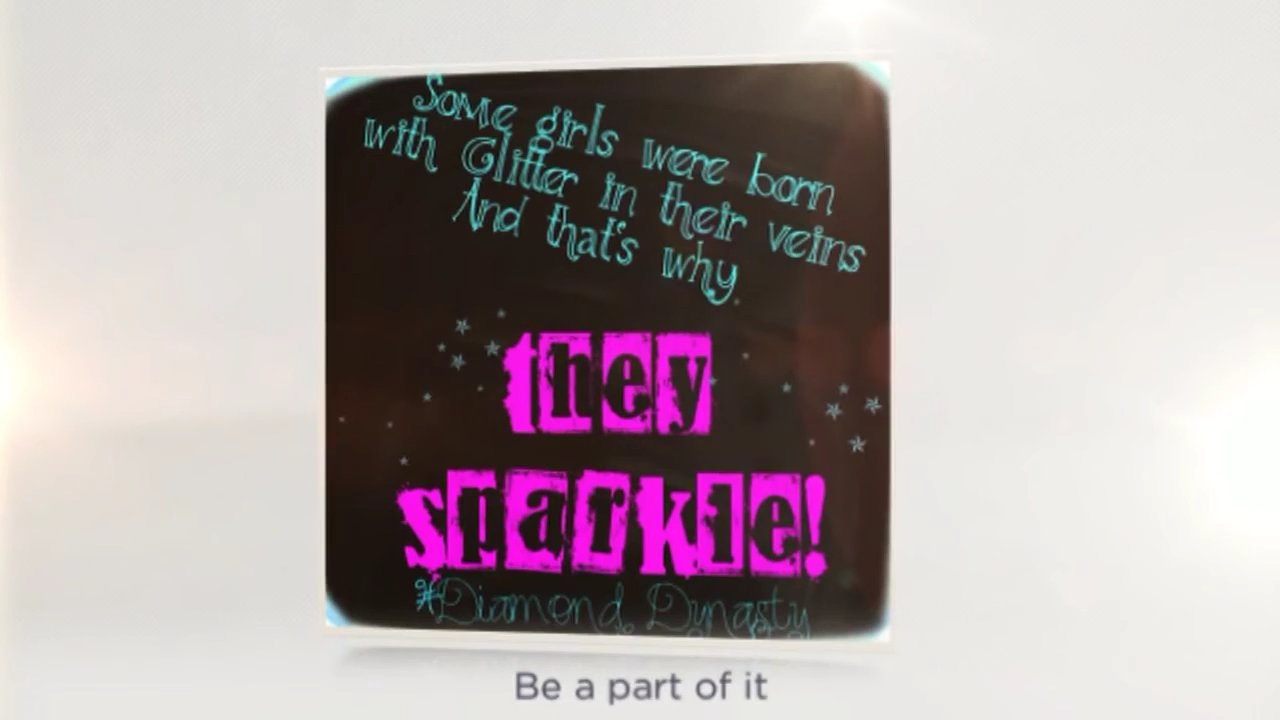 Some girls were born
with Glitter in their veins
And that's why
they
sparkle!
#Diamond Dynasty
Be a part of it